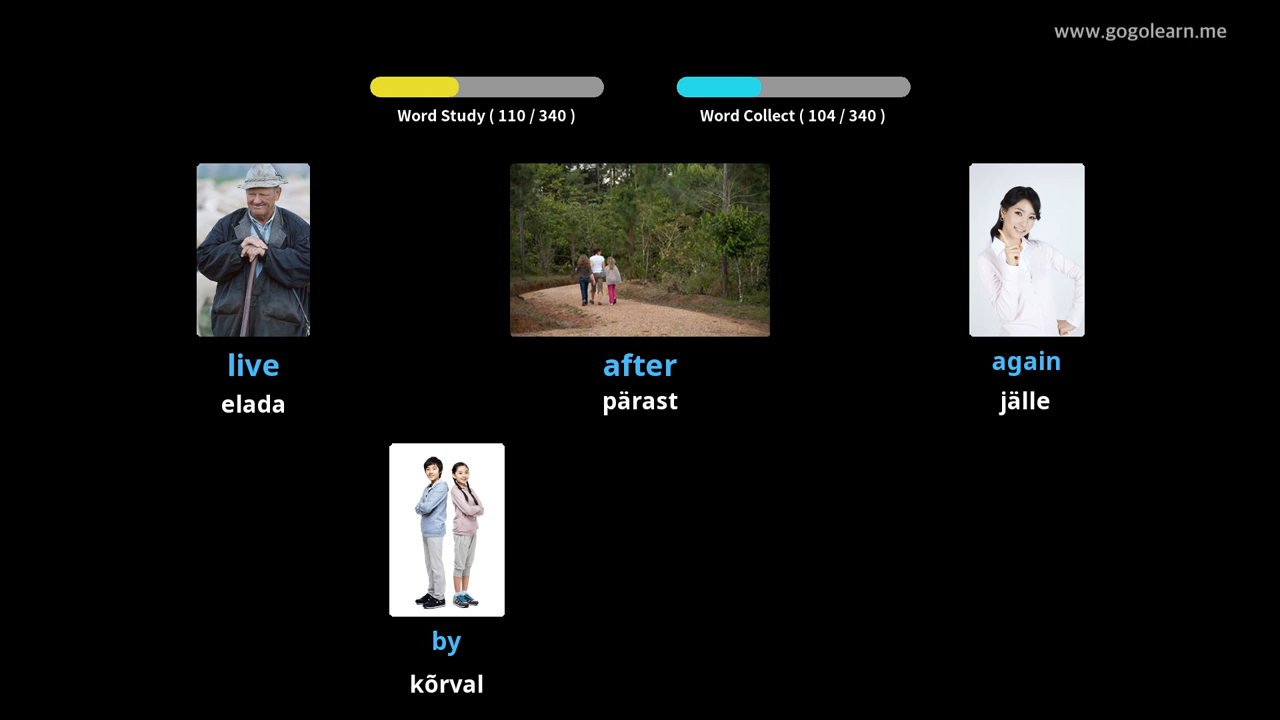 www.gogolearn.me
Word Study ( 110 / 340 )
Word Collect ( 104 / 340 )
live
elada
after
pärast
again
jälle
by
kõrval